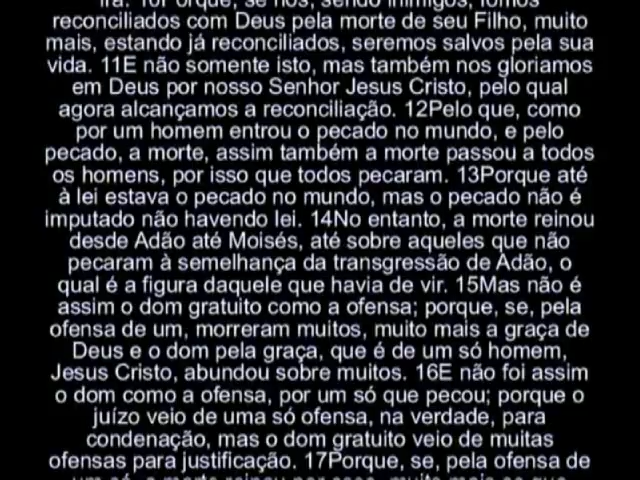 ira. 10Porque, se nós, sendo inimigos, fomos
reconciliados com Deus pela morte de seu Filho, muito
mais, estando já reconciliados, seremos salvos pela sua
vida. 11E não somente isto, mas também nos gloriamos
em Deus por nosso Senhor Jesus Cristo, pelo qual
agora alcançamos a reconciliação. 12Pelo que, como
por um homem entrou o pecado no mundo, e pelo
pecado, a morte, assim também a morte passou a todos
os homens, por isso que todos pecaram. 13Porque até
à lei estava o pecado no mundo, mas o pecado não é
imputado não havendo lei. 14No entanto, a morte reinou
desde Adão até Moisés, até sobre aqueles que não
pecaram à semelhança da transgressão de Adão, o
qual é a figura daquele que havia de vir. 15Mas não é
assim o dom gratuito como a ofensa; porque, se, pela
ofensa de um, morreram muitos, muito mais a graça de
Deus e o dom pela graça, que é de um só homem,
Jesus Cristo, abundou sobre muitos. 16E não foi assim
o dom como a ofensa, por um só que pecou; porque o
juízo veio de uma só ofensa, na verdade, para
condenação, mas o dom gratuito veio de muitas
ofensas para justificação. 17Porque, se, pela ofensa de